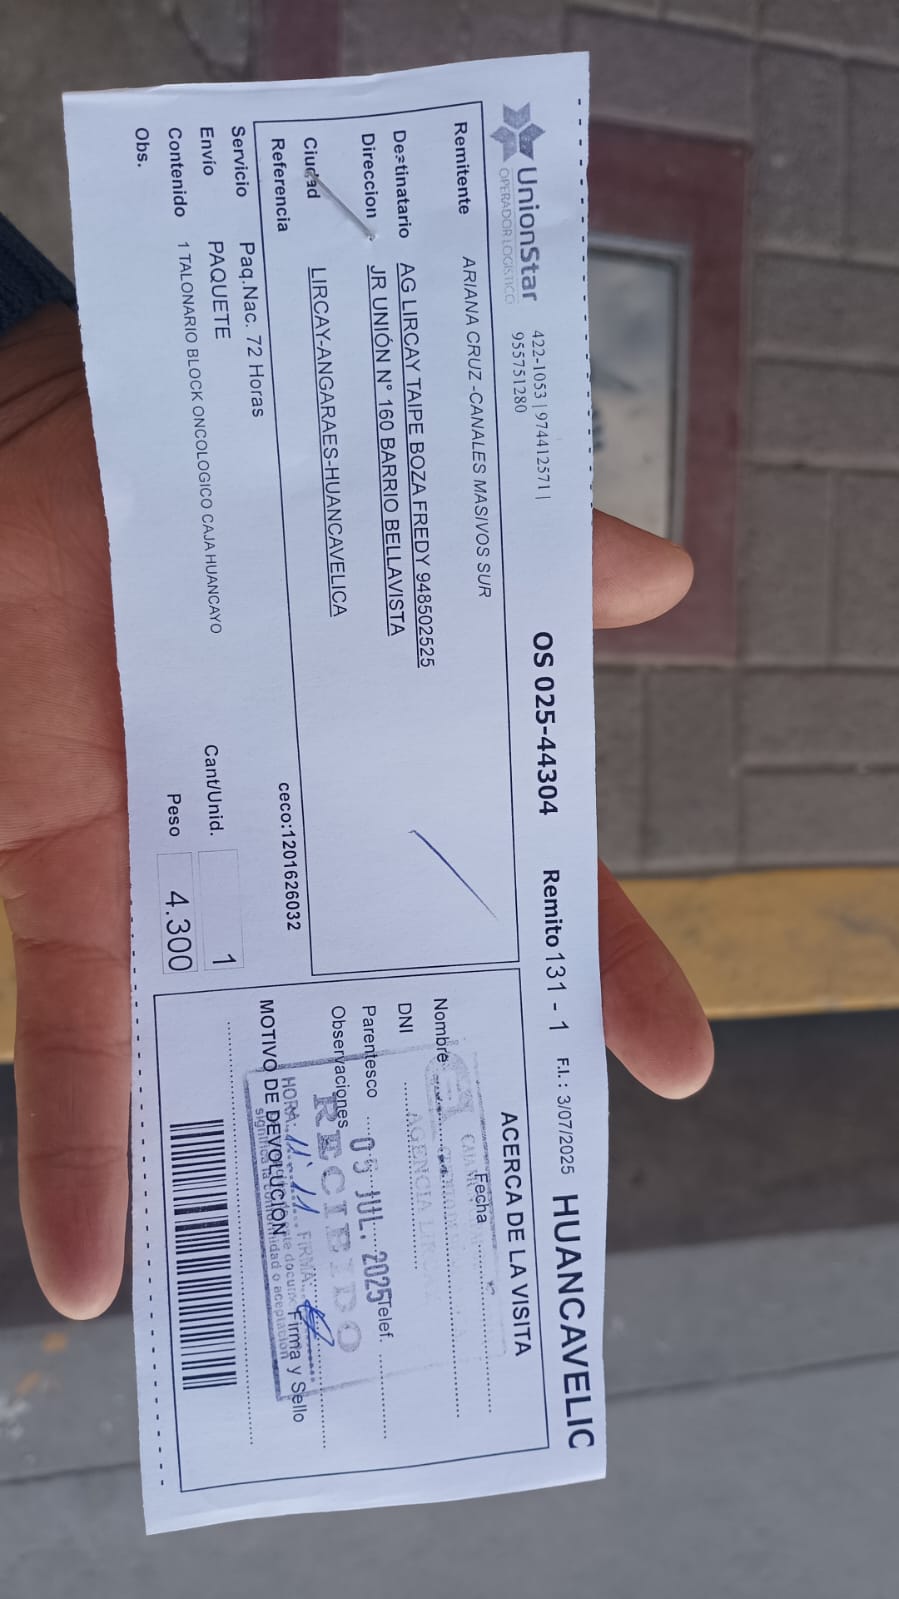 UnionStar
OPERADOR LOGISTICO
422-1053 | 974412571 |
955751280
OS 025-44304
Remito 131 - 1
F.I. : 3/07/2025
HUANCAVELIC
Remitente ARIANA CRUZ -CANALES MASIVOS SUR
Destinatario AG LIRCAY TAIPE BOZA FREDY 948502525
Direccion JR UNIÓN N° 160 BARRIO BELLAVISTA
Ciudad LIRCAY-ANGARAES-HUANCAVELICA
Referencia ceco:1201626032
Servicio Paq.Nac. 72 Horas
Envío PAQUETE
Cant/Unid. 1
Contenido 1 TALONARIO BLOCK ONCOLOGICO CAJA HUANCAYO
Peso 4.300
Obs.
ACERCA DE LA VISITA
Fecha
Nombre
DNI
AGENCIA
Parentesco
05 JUL. 2025
Telef.
Observaciones
RECIBIDO
HORA: 11:11 FIRMA:
MOTIVO DE DEVOLUCIÓN
Firma y Sello